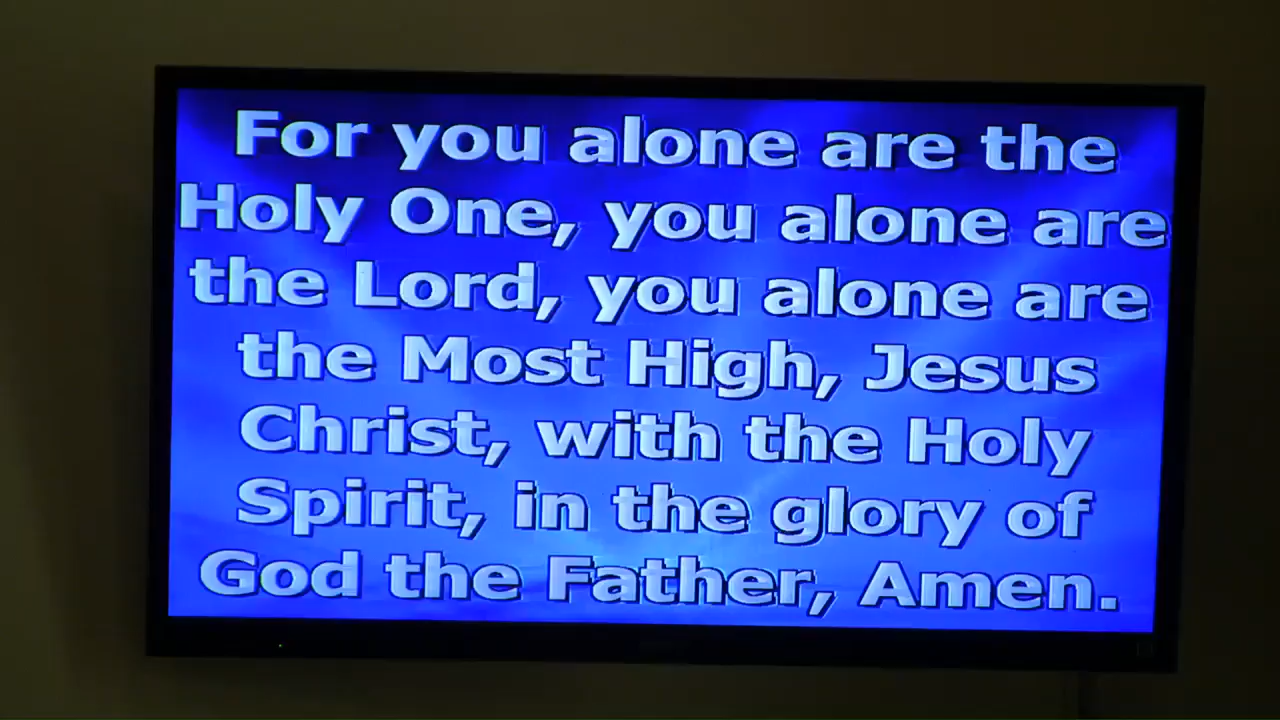 For you alone are the
Holy One, you alone are
the Lord, you alone are
the Most High, Jesus
Christ, with the Holy
Spirit, in the glory of
God the Father, Amen.